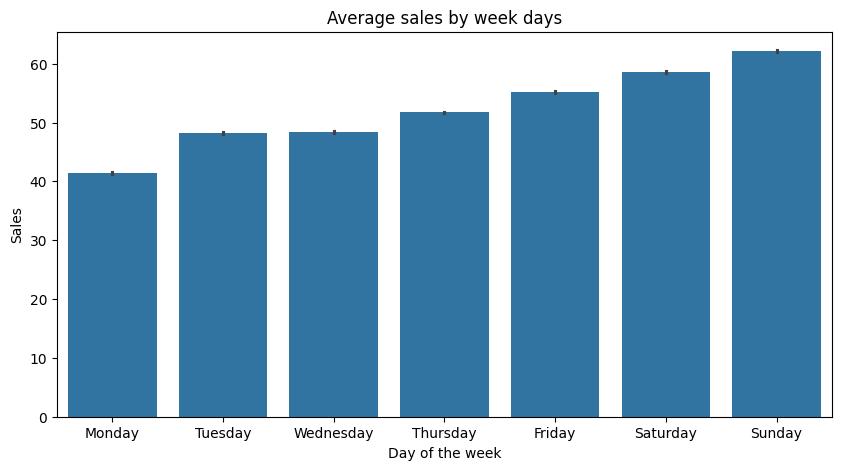 Average sales by week days
60
50
40
30
20
10
0
Sales
Monday Tuesday Wednesday Thursday Friday Saturday Sunday
Day of the week